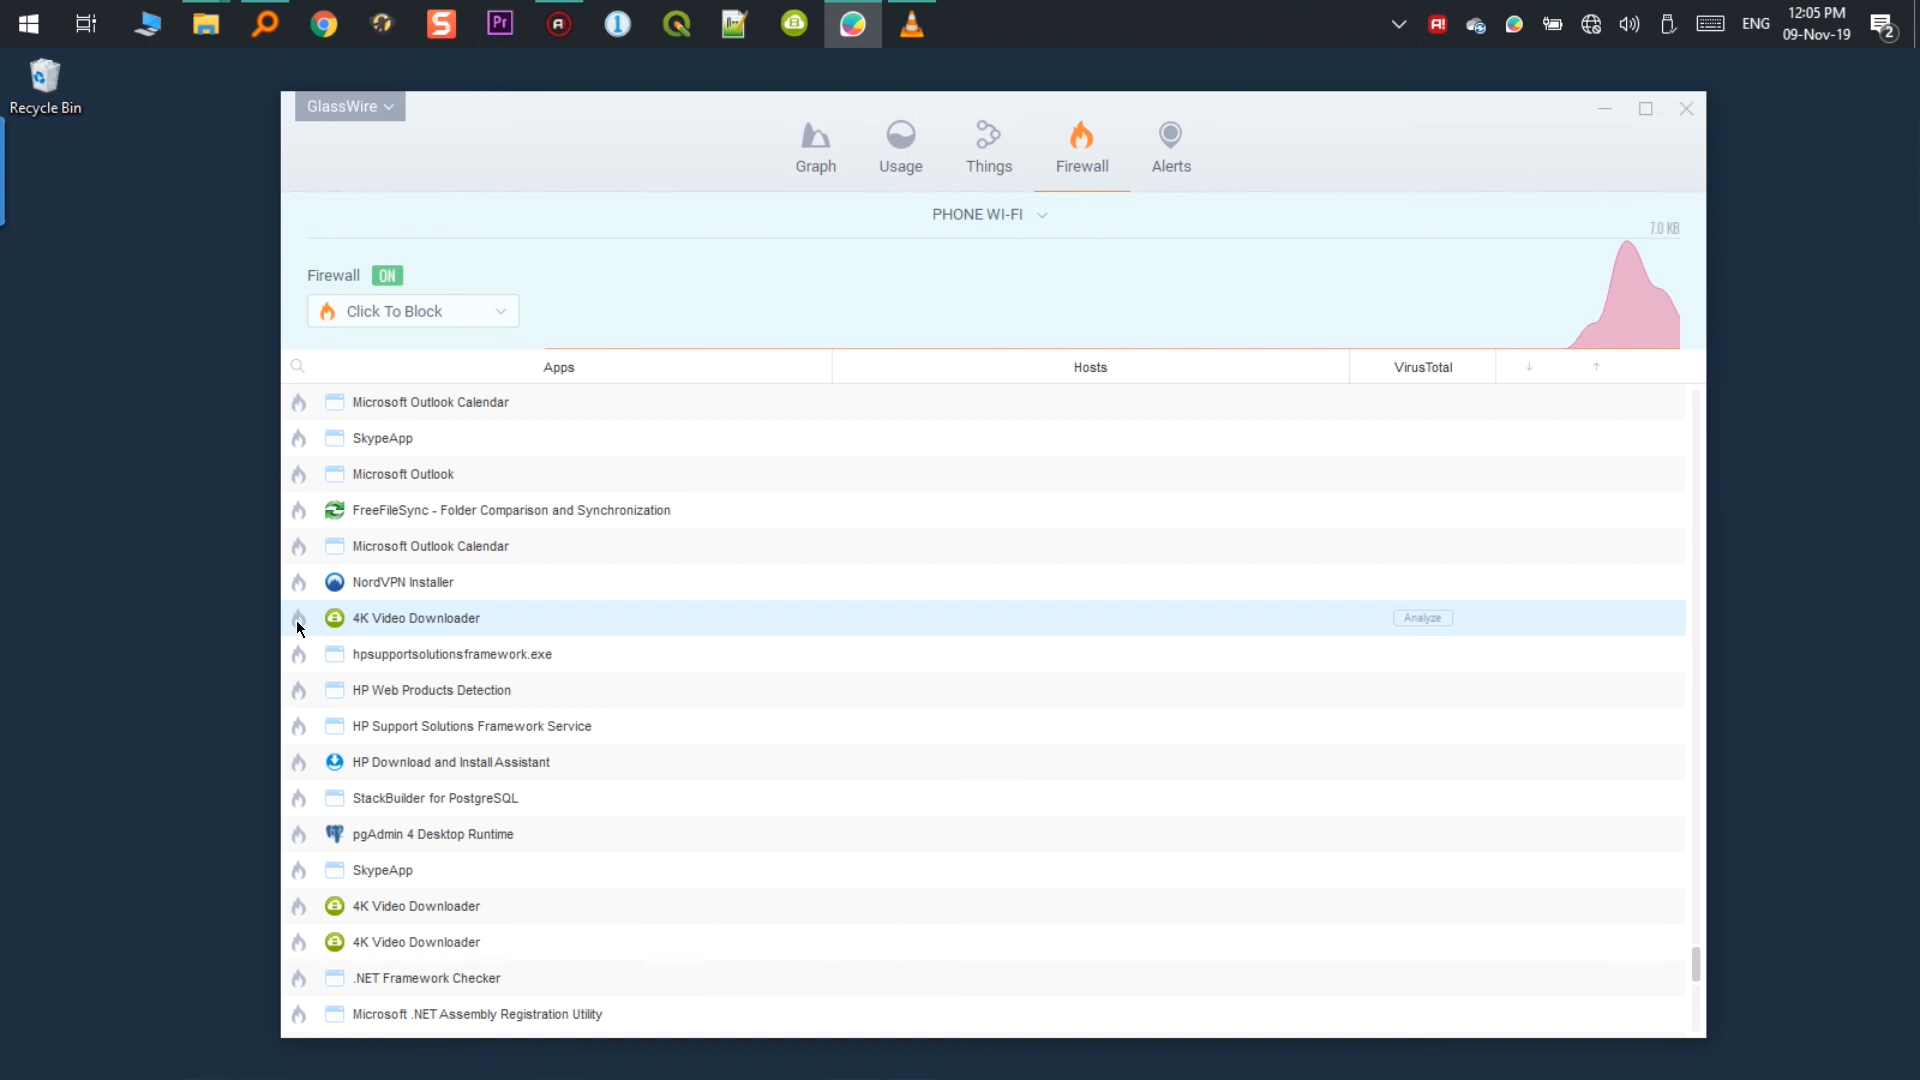 Pr
1
A!
ENG
12:05 PM
09-Nov-19
2
Recycle Bin
GlassWire
Graph
Usage
Things
Firewall
Alerts
PHONE WI-FI
7.0 KB
Firewall ON
Click To Block
Apps
Hosts
VirusTotal
↓
↑
Microsoft Outlook Calendar
SkypeApp
Microsoft Outlook
FreeFileSync - Folder Comparison and Synchronization
Microsoft Outlook Calendar
NordVPN Installer
4K Video Downloader
Analyze
hpsupportsolutionsframework.exe
HP Web Products Detection
HP Support Solutions Framework Service
HP Download and Install Assistant
StackBuilder for PostgreSQL
pgAdmin 4 Desktop Runtime
SkypeApp
4K Video Downloader
4K Video Downloader
.NET Framework Checker
Microsoft .NET Assembly Registration Utility